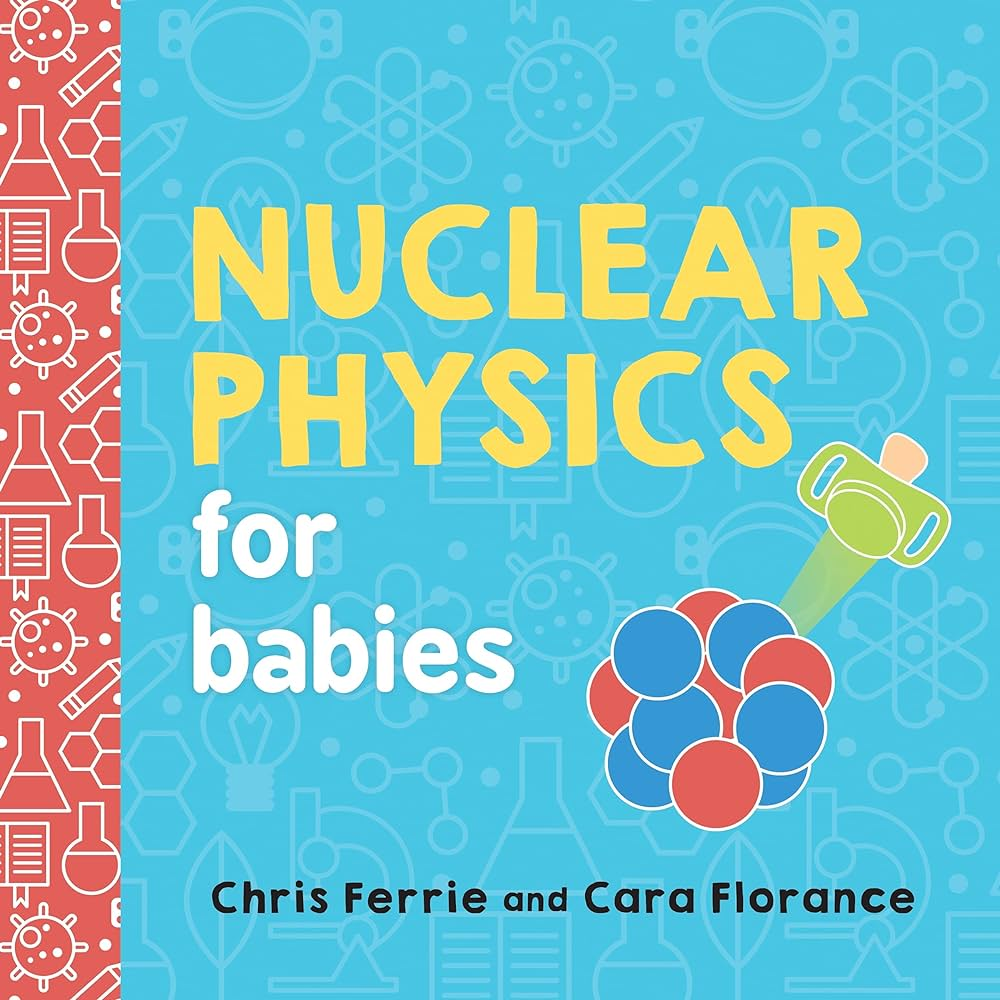 NUCLEAR
PHYSICS
for
babies
Chris Ferrie and Cara Florance